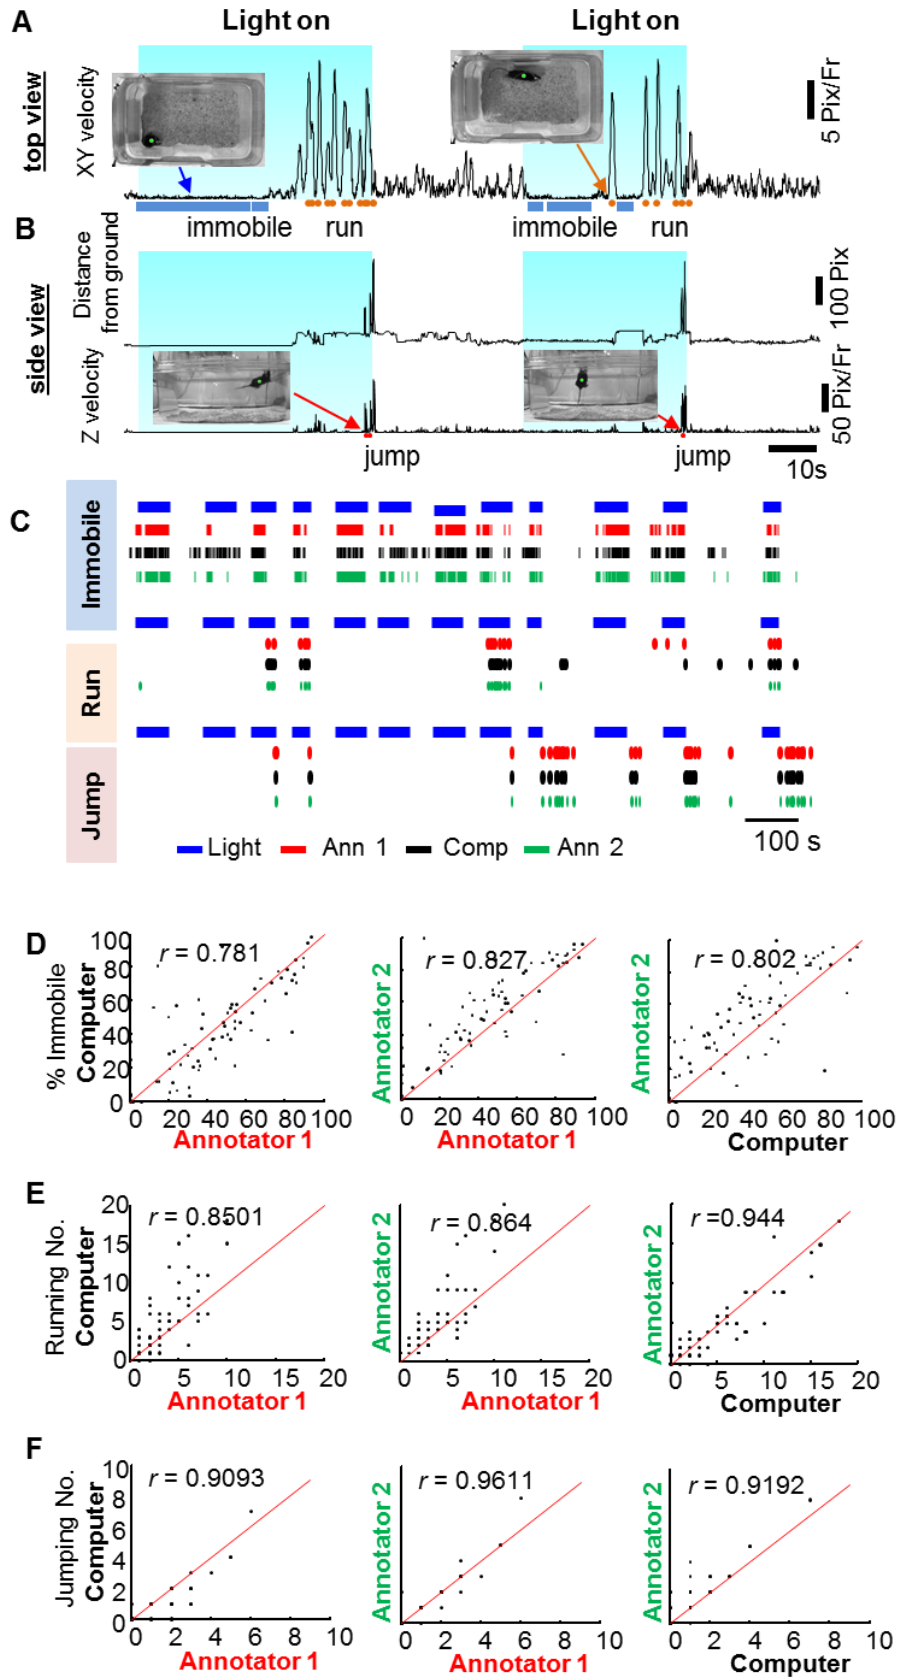 A
Light on
Light on
top view
XY velocity
5 Pix/Fr
immobile
run
immobile
run
B
side view
Distance
from ground
100 Pix
Z velocity
50 Pix/Fr
jump
jump
10s
C
Immobile
Run
Jump
100 s
Light
Ann 1
Comp
Ann 2
D
% Immobile
Computer
100
80
60
40
20
0
r = 0.781
0
20
40
60
80
100
Annotator 1
Annotator 2
r = 0.827
0
20
40
60
80
100
Annotator 1
Annotator 2
r = 0.802
0
20
40
60
80
100
Computer
E
Running No.
Computer
20
15
10
5
0
r = 0.8501
0
5
10
15
20
Annotator 1
Annotator 2
r = 0.864
0
5
10
15
20
Annotator 1
Annotator 2
r =0.944
0
5
10
15
20
Computer
F
Jumping No.
Computer
10
8
6
4
2
0
r = 0.9093
0
2
4
6
8
10
Annotator 1
Annotator 2
r = 0.9611
0
2
4
6
8
10
Annotator 1
Annotator 2
r = 0.9192
0
2
4
6
8
10
Computer